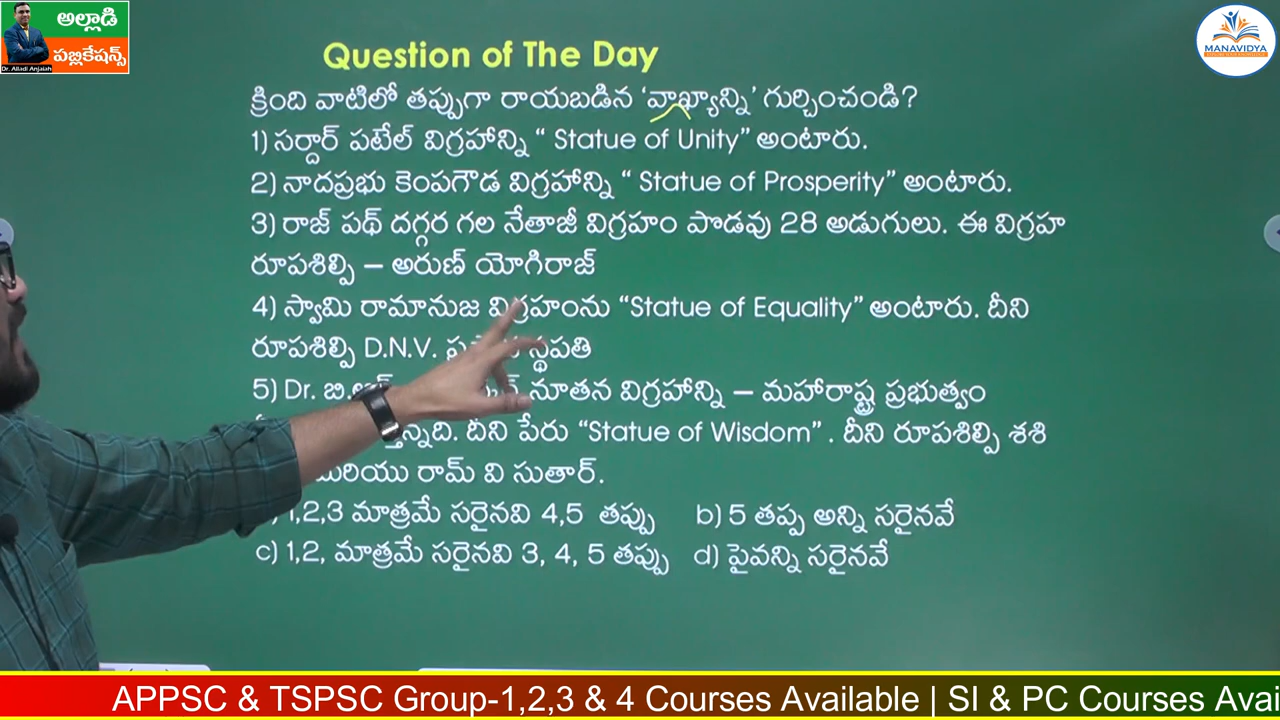 అల్లాడి
పబ్లికేషన్స్
Dr. Alladi Anjaiah
MANAVIDYA
Question of The Day
క్రింది వాటిలో తప్పుగా రాయబడిన ‘వాఖ్యాన్ని’ గుర్చించండి?
1) సర్దార్ పటేల్ విగ్రహాన్ని “ Statue of Unity” అంటారు.
2) నాదప్రభు కెంపగౌడ విగ్రహాన్ని “ Statue of Prosperity” అంటారు.
3) రాజ్ పథ్ దగ్గర గల నేతాజీ విగ్రహం పొడవు 28 అడుగులు. ఈ విగ్రహ
రూపశిల్పి – అరుణ్ యోగిరాజ్
4) స్వామి రామానుజ విగ్రహంను “Statue of Equality” అంటారు. దీని
రూపశిల్పి D.N.V. స్థపతి
5) Dr. నూతన విగ్రహాన్ని – మహారాష్ట్ర ప్రభుత్వం
దీని పేరు “Statue of Wisdom” . దీని రూపశిల్పి శశి
రామ్ వి సుతార్.
1,2,3 మాత్రమే సరైనవి 4,5 తప్పు b) 5 తప్ప అన్ని సరైనవే
c) 1,2, మాత్రమే సరైనవి 3, 4, 5 తప్పు d) పైవన్ని సరైనవే
APPSC & TSPSC Group-1,2,3 & 4 Courses Available | SI & PC Courses Avai